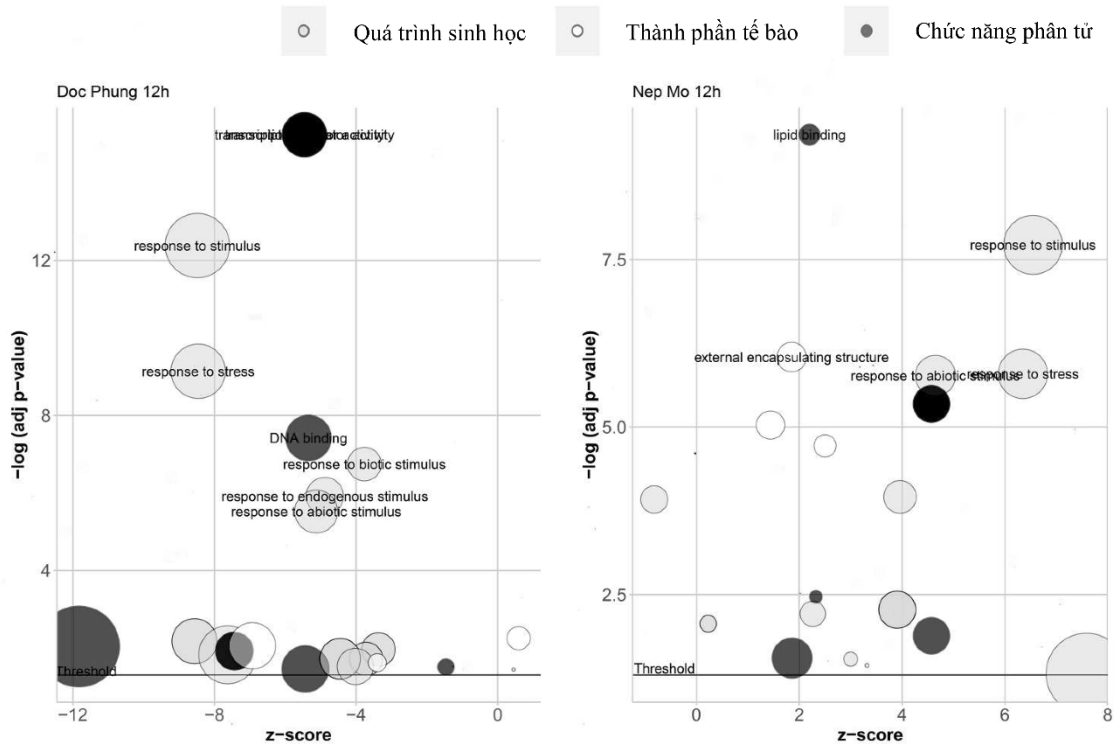 Quá trình sinh học Thành phần tế bào Chức năng phân tử
Doc Phung 12h
response to stimulus
response to stress
DNA binding
response to biotic stimulus
response to endogenous stimulus
response to abiotic stimulus
Threshold
12
8
4
−log (adj p−value)
−12 −8 −4 0
z−score
Nep Mo 12h
lipid binding
response to stimulus
external encapsulating structure
response to abiotic stimulus
response to stress
Threshold
7.5
5.0
2.5
−log (adj p−value)
0 2 4 6 8
z−score